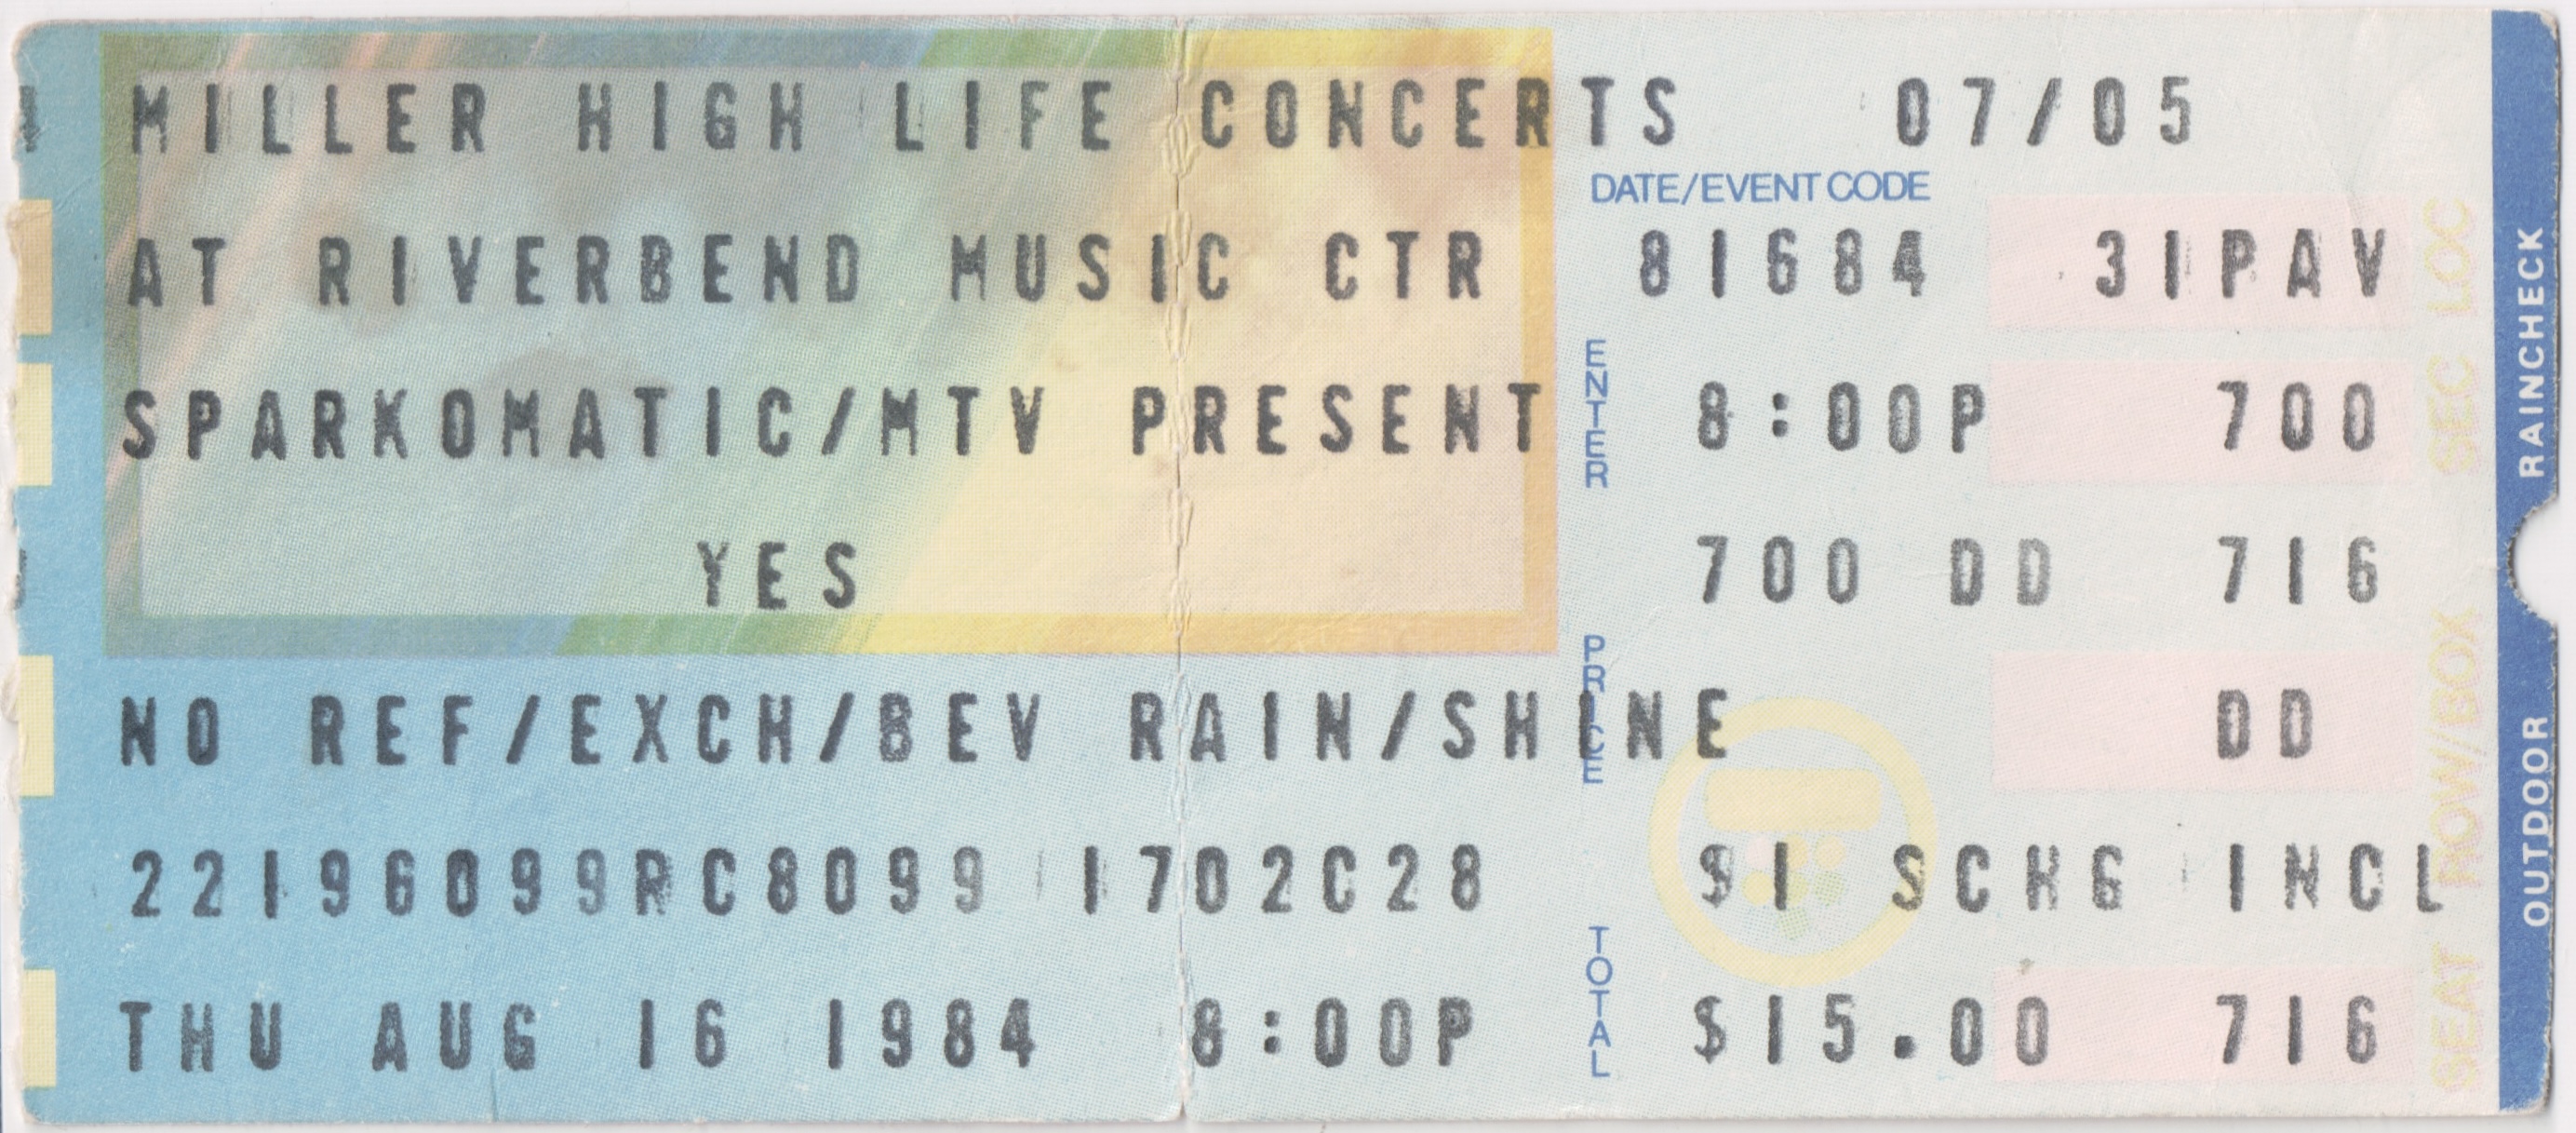 MILLER HIGH LIFE CONCERTS 07/05
DATE/EVENT CODE
AT RIVERBEND MUSIC CTR 81684 31PAV
SPARKOMATIC/MTV PRESENT ENTER 8:00P 700
YES 700 DD 716
NO REF/EXCH/BEV RAIN/SHINE PRICE DD
22196099RC8099 1702C28 $1 SCHG INCL
THU AUG 16 1984 8:00P TOTAL $15.00 716
SEC LOC
ROW/BOX
SEAT
RAINCHECK
OUTDOOR